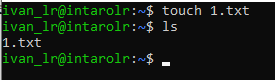 ivan_lr@intarolr:~$ touch 1.txt
ivan_lr@intarolr:~$ ls
1.txt
ivan_lr@intarolr:~$